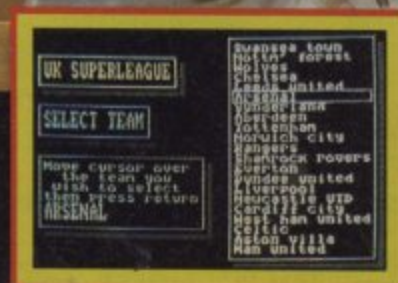 UK SUPERLEAGUE
SELECT TEAM
Move cursor over
the team you
wish to select
then press return
ARSENAL
Swansea town
Nottm forest
Wolves
Chelsea
Leeds united
Arsenal
Sunderland
Aberdeen
Tottenham
Norwich city
Rangers
Shamrock rovers
Everton
Dundee united
Liverpool
Newcastle UTD
Cardiff city
West ham united
Celtic
Aston villa
Man united